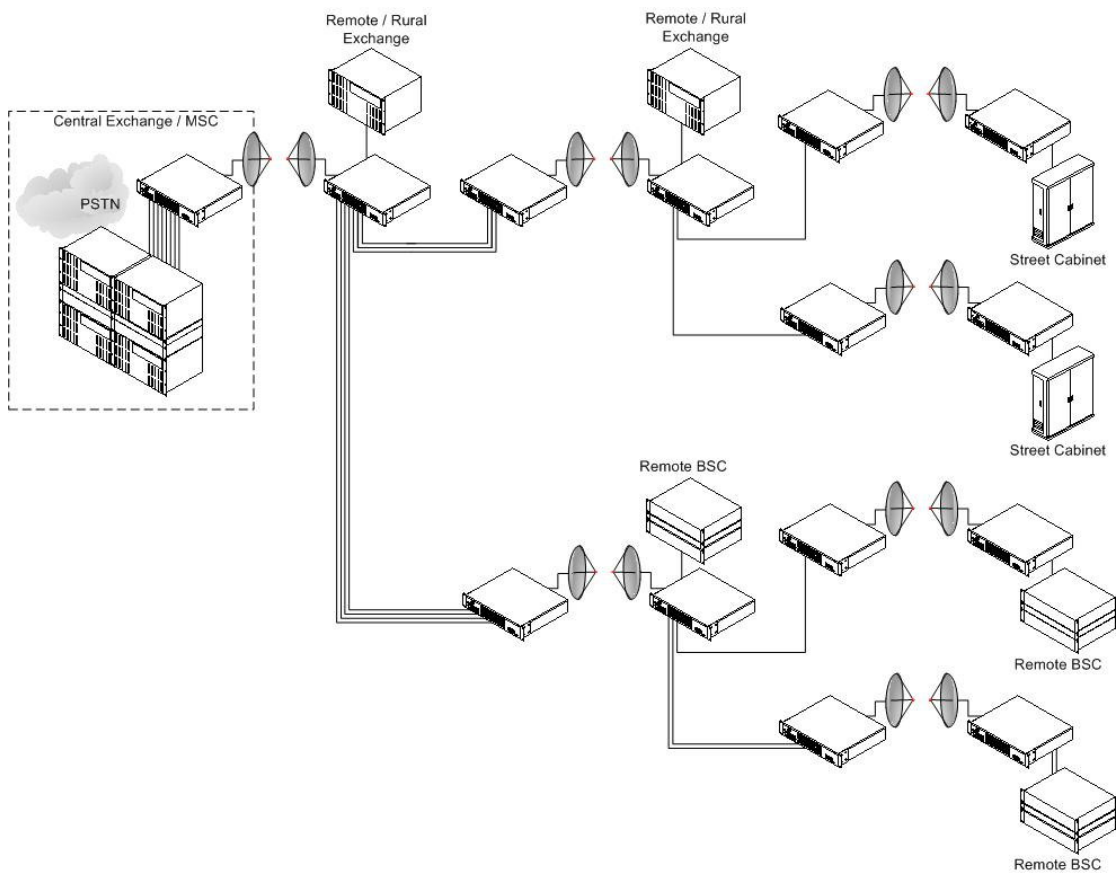 Remote / Rural
Exchange
Remote / Rural
Exchange
Central Exchange / MSC
PSTN
Street Cabinet
Street Cabinet
Remote BSC
Remote BSC
Remote BSC